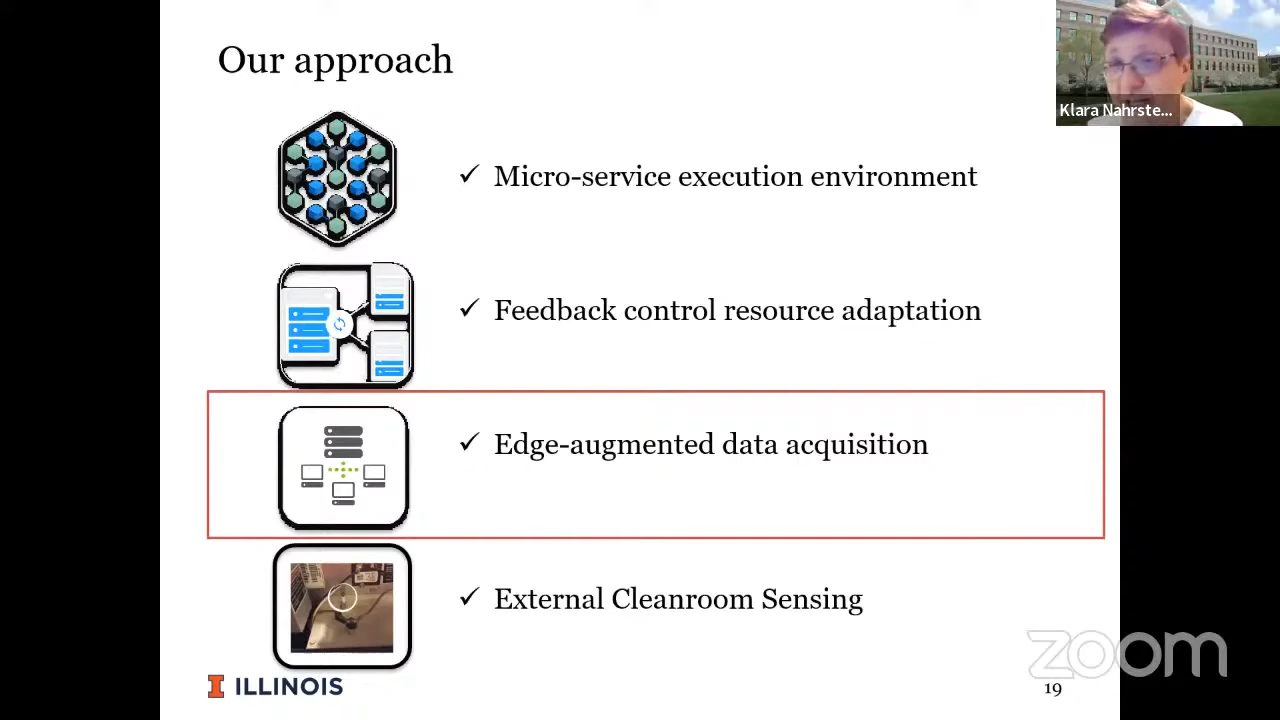 Our approach
Klara Nahrste...
✓ Micro-service execution environment
✓ Feedback control resource adaptation
✓ Edge-augmented data acquisition
✓ External Cleanroom Sensing
zoom
I ILLINOIS
19